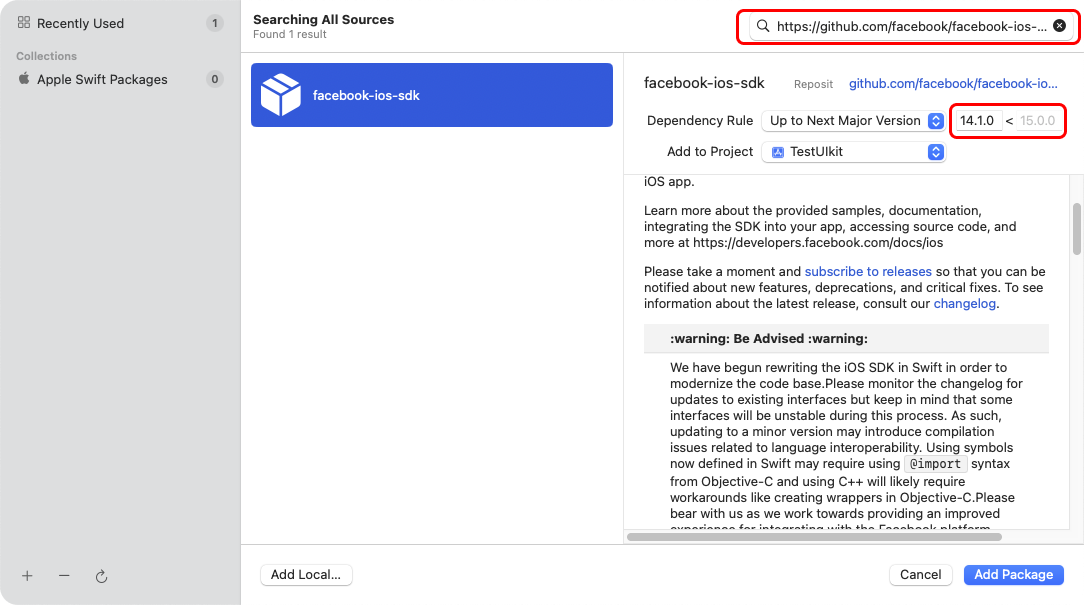 Recently Used
1
Collections
Apple Swift Packages
0
Searching All Sources
Found 1 result
https://github.com/facebook/facebook-ios-...
facebook-ios-sdk
facebook-ios-sdk
Reposit
github.com/facebook/facebook-io...
Dependency Rule
Up to Next Major Version
14.1.0 < 15.0.0
Add to Project
TestUIkit
iOS app.
Learn more about the provided samples, documentation,
integrating the SDK into your app, accessing source code, and
more at https://developers.facebook.com/docs/ios
Please take a moment and subscribe to releases so that you can be
notified about new features, deprecations, and critical fixes. To see
information about the latest release, consult our changelog.
:warning: Be Advised :warning:
We have begun rewriting the iOS SDK in Swift in order to
modernize the code base.Please monitor the changelog for
updates to existing interfaces but keep in mind that some
interfaces will be unstable during this process. As such,
updating to a minor version may introduce compilation
issues related to language interoperability. Using symbols
now defined in Swift may require using @import syntax
from Objective-C and using C++ will likely require
workarounds like creating wrappers in Objective-C.Please
bear with us as we work towards providing an improved
experience for integrating with the Facebook platform
Add Local...
Cancel
Add Package